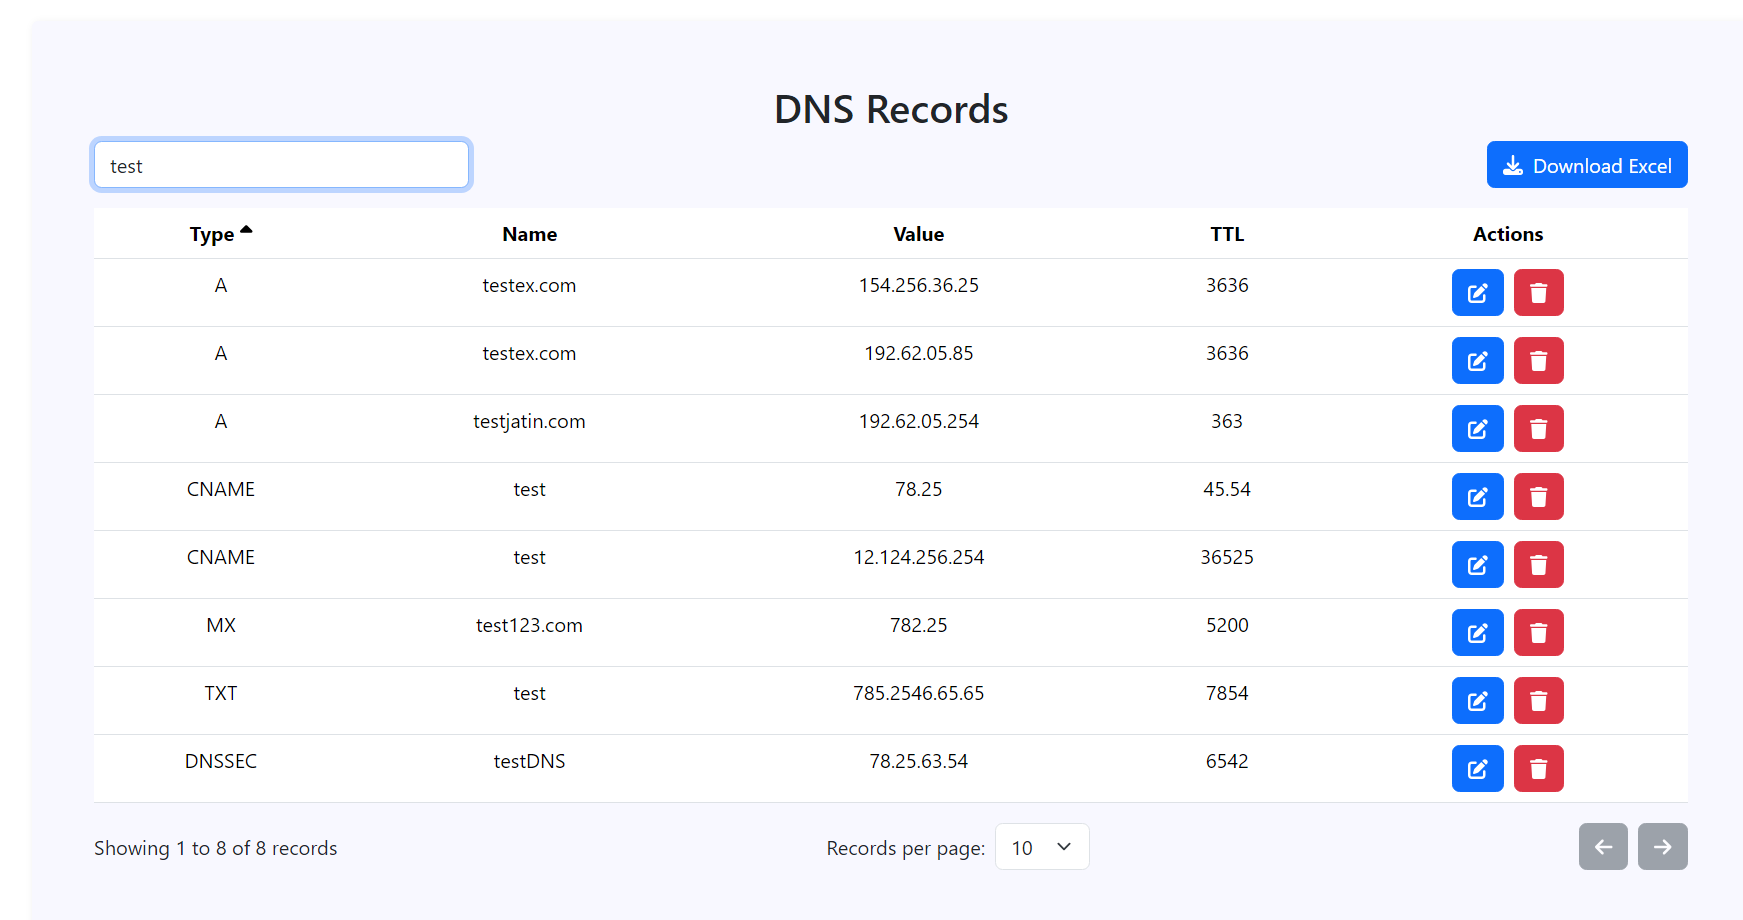 DNS Records
test
Download Excel
Type Name Value TTL Actions
A testex.com 154.256.36.25 3636
A testex.com 192.62.05.85 3636
A testjatin.com 192.62.05.254 363
CNAME test 78.25 45.54
CNAME test 12.124.256.254 36525
MX test123.com 782.25 5200
TXT test 785.2546.65.65 7854
DNSSEC testDNS 78.25.63.54 6542
Showing 1 to 8 of 8 records Records per page: 10